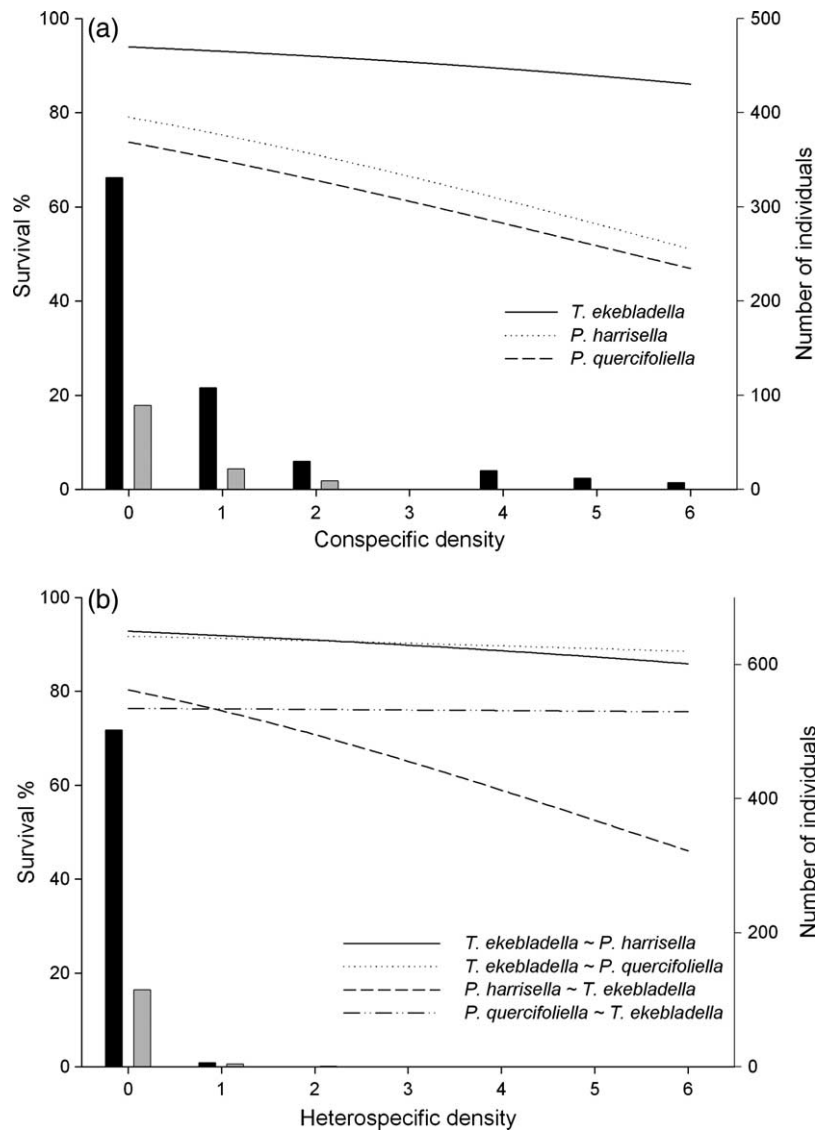 (a)
100
80
60
40
20
0
Survival %
500
400
300
200
100
0
Number of individuals
T. ekebladella
P. harrisella
P. quercifoliella
0 1 2 3 4 5 6
Conspecific density
(b)
100
80
60
40
20
0
Survival %
600
400
200
0
Number of individuals
T. ekebladella ~ P. harrisella
T. ekebladella ~ P. quercifoliella
P. harrisella ~ T. ekebladella
P. quercifoliella ~ T. ekebladella
0 1 2 3 4 5 6
Heterospecific density